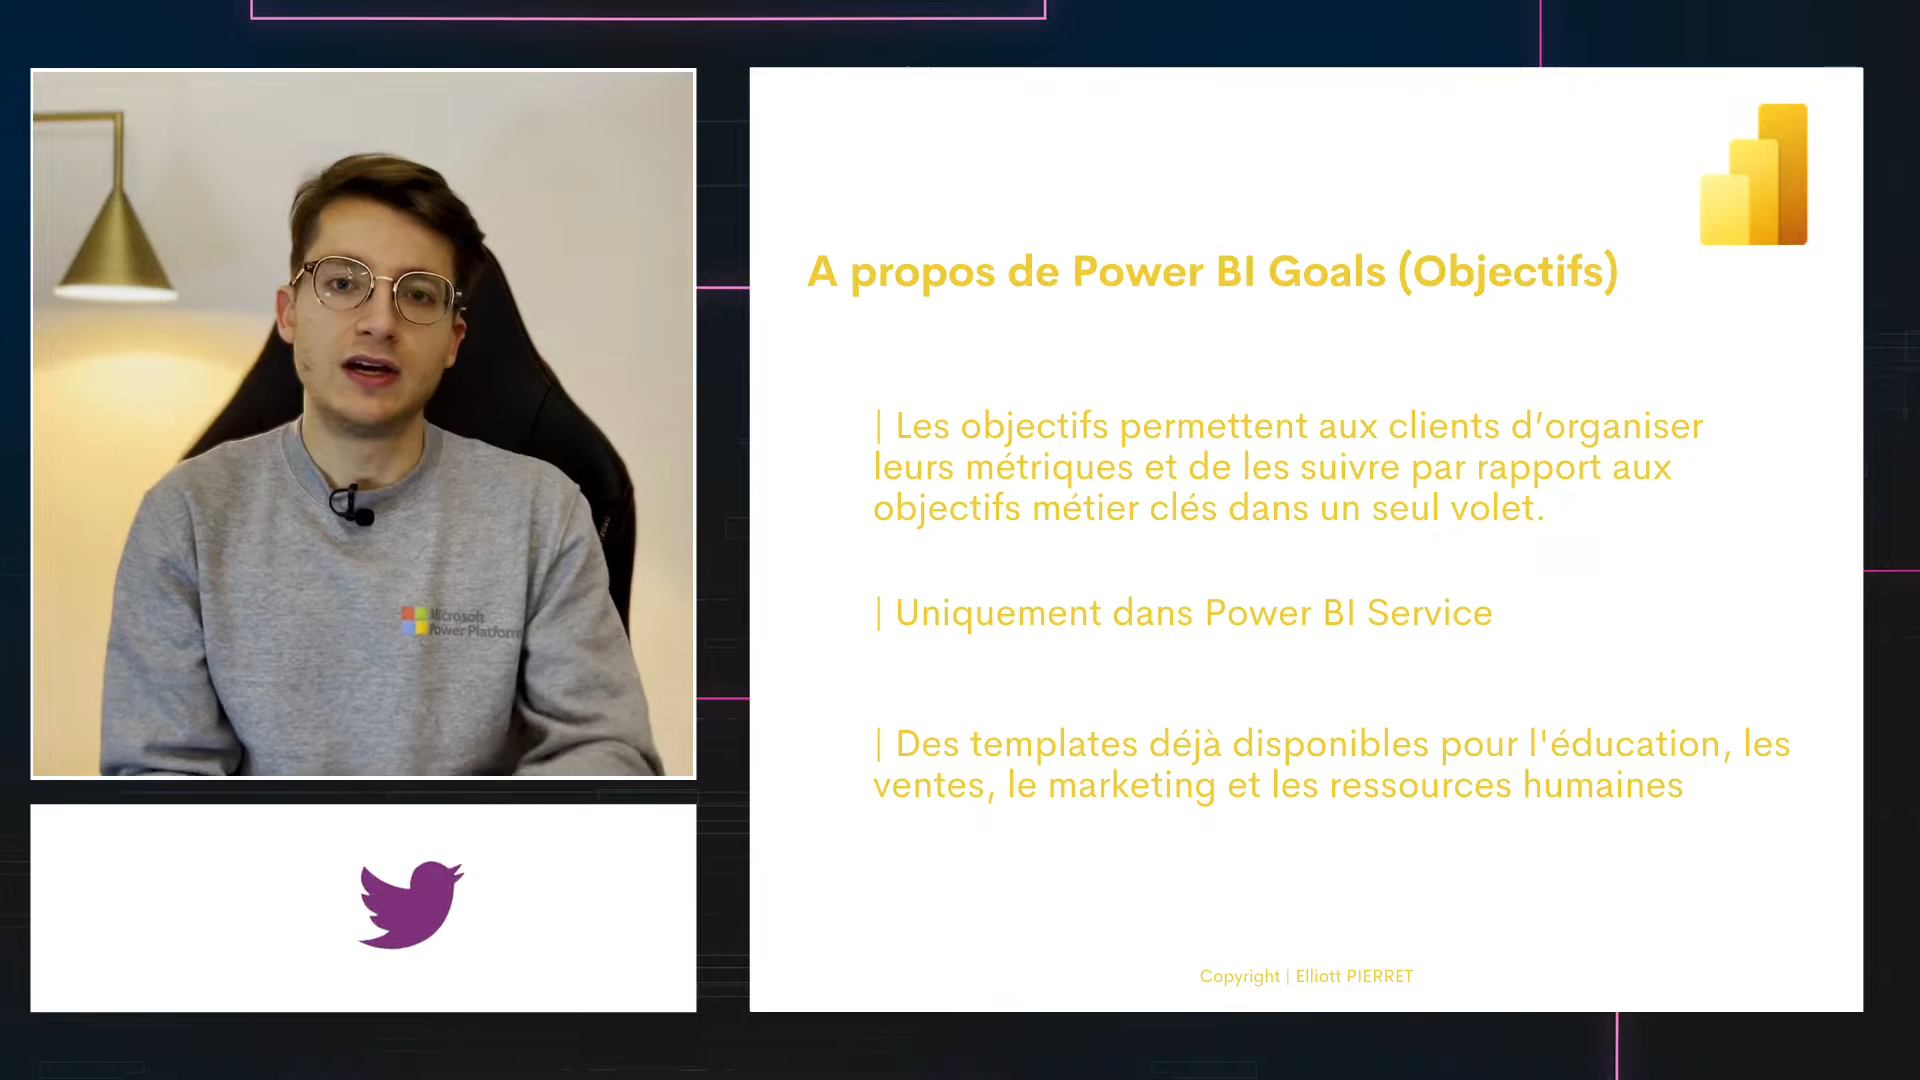 Microsoft
Power Platform
A propos de Power BI Goals (Objectifs)
| Les objectifs permettent aux clients d’organiser
leurs métriques et de les suivre par rapport aux
objectifs métier clés dans un seul volet.
| Uniquement dans Power BI Service
| Des templates déjà disponibles pour l'éducation, les
ventes, le marketing et les ressources humaines
Copyright | Elliott PIERRET